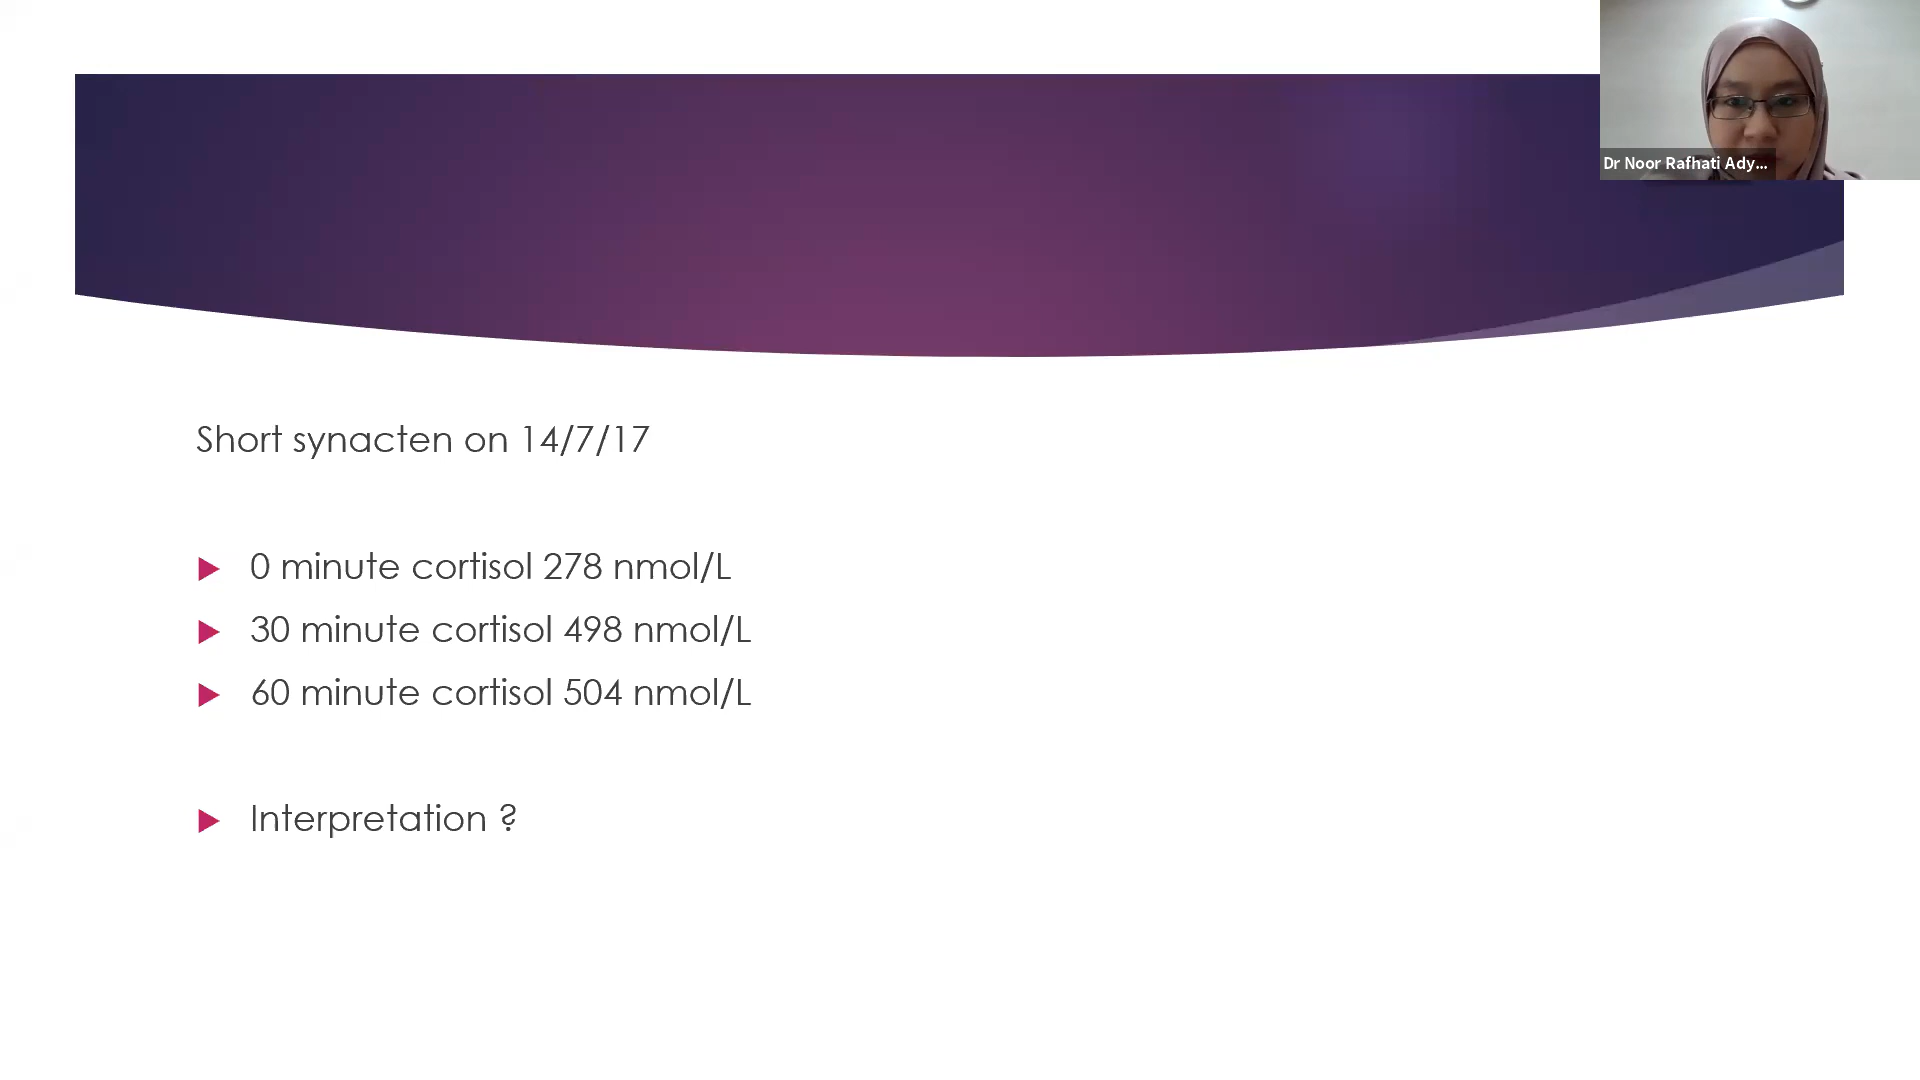 Dr Noor Rafhati Ady...
Short synacten on 14/7/17
0 minute cortisol 278 nmol/L
30 minute cortisol 498 nmol/L
60 minute cortisol 504 nmol/L
Interpretation ?